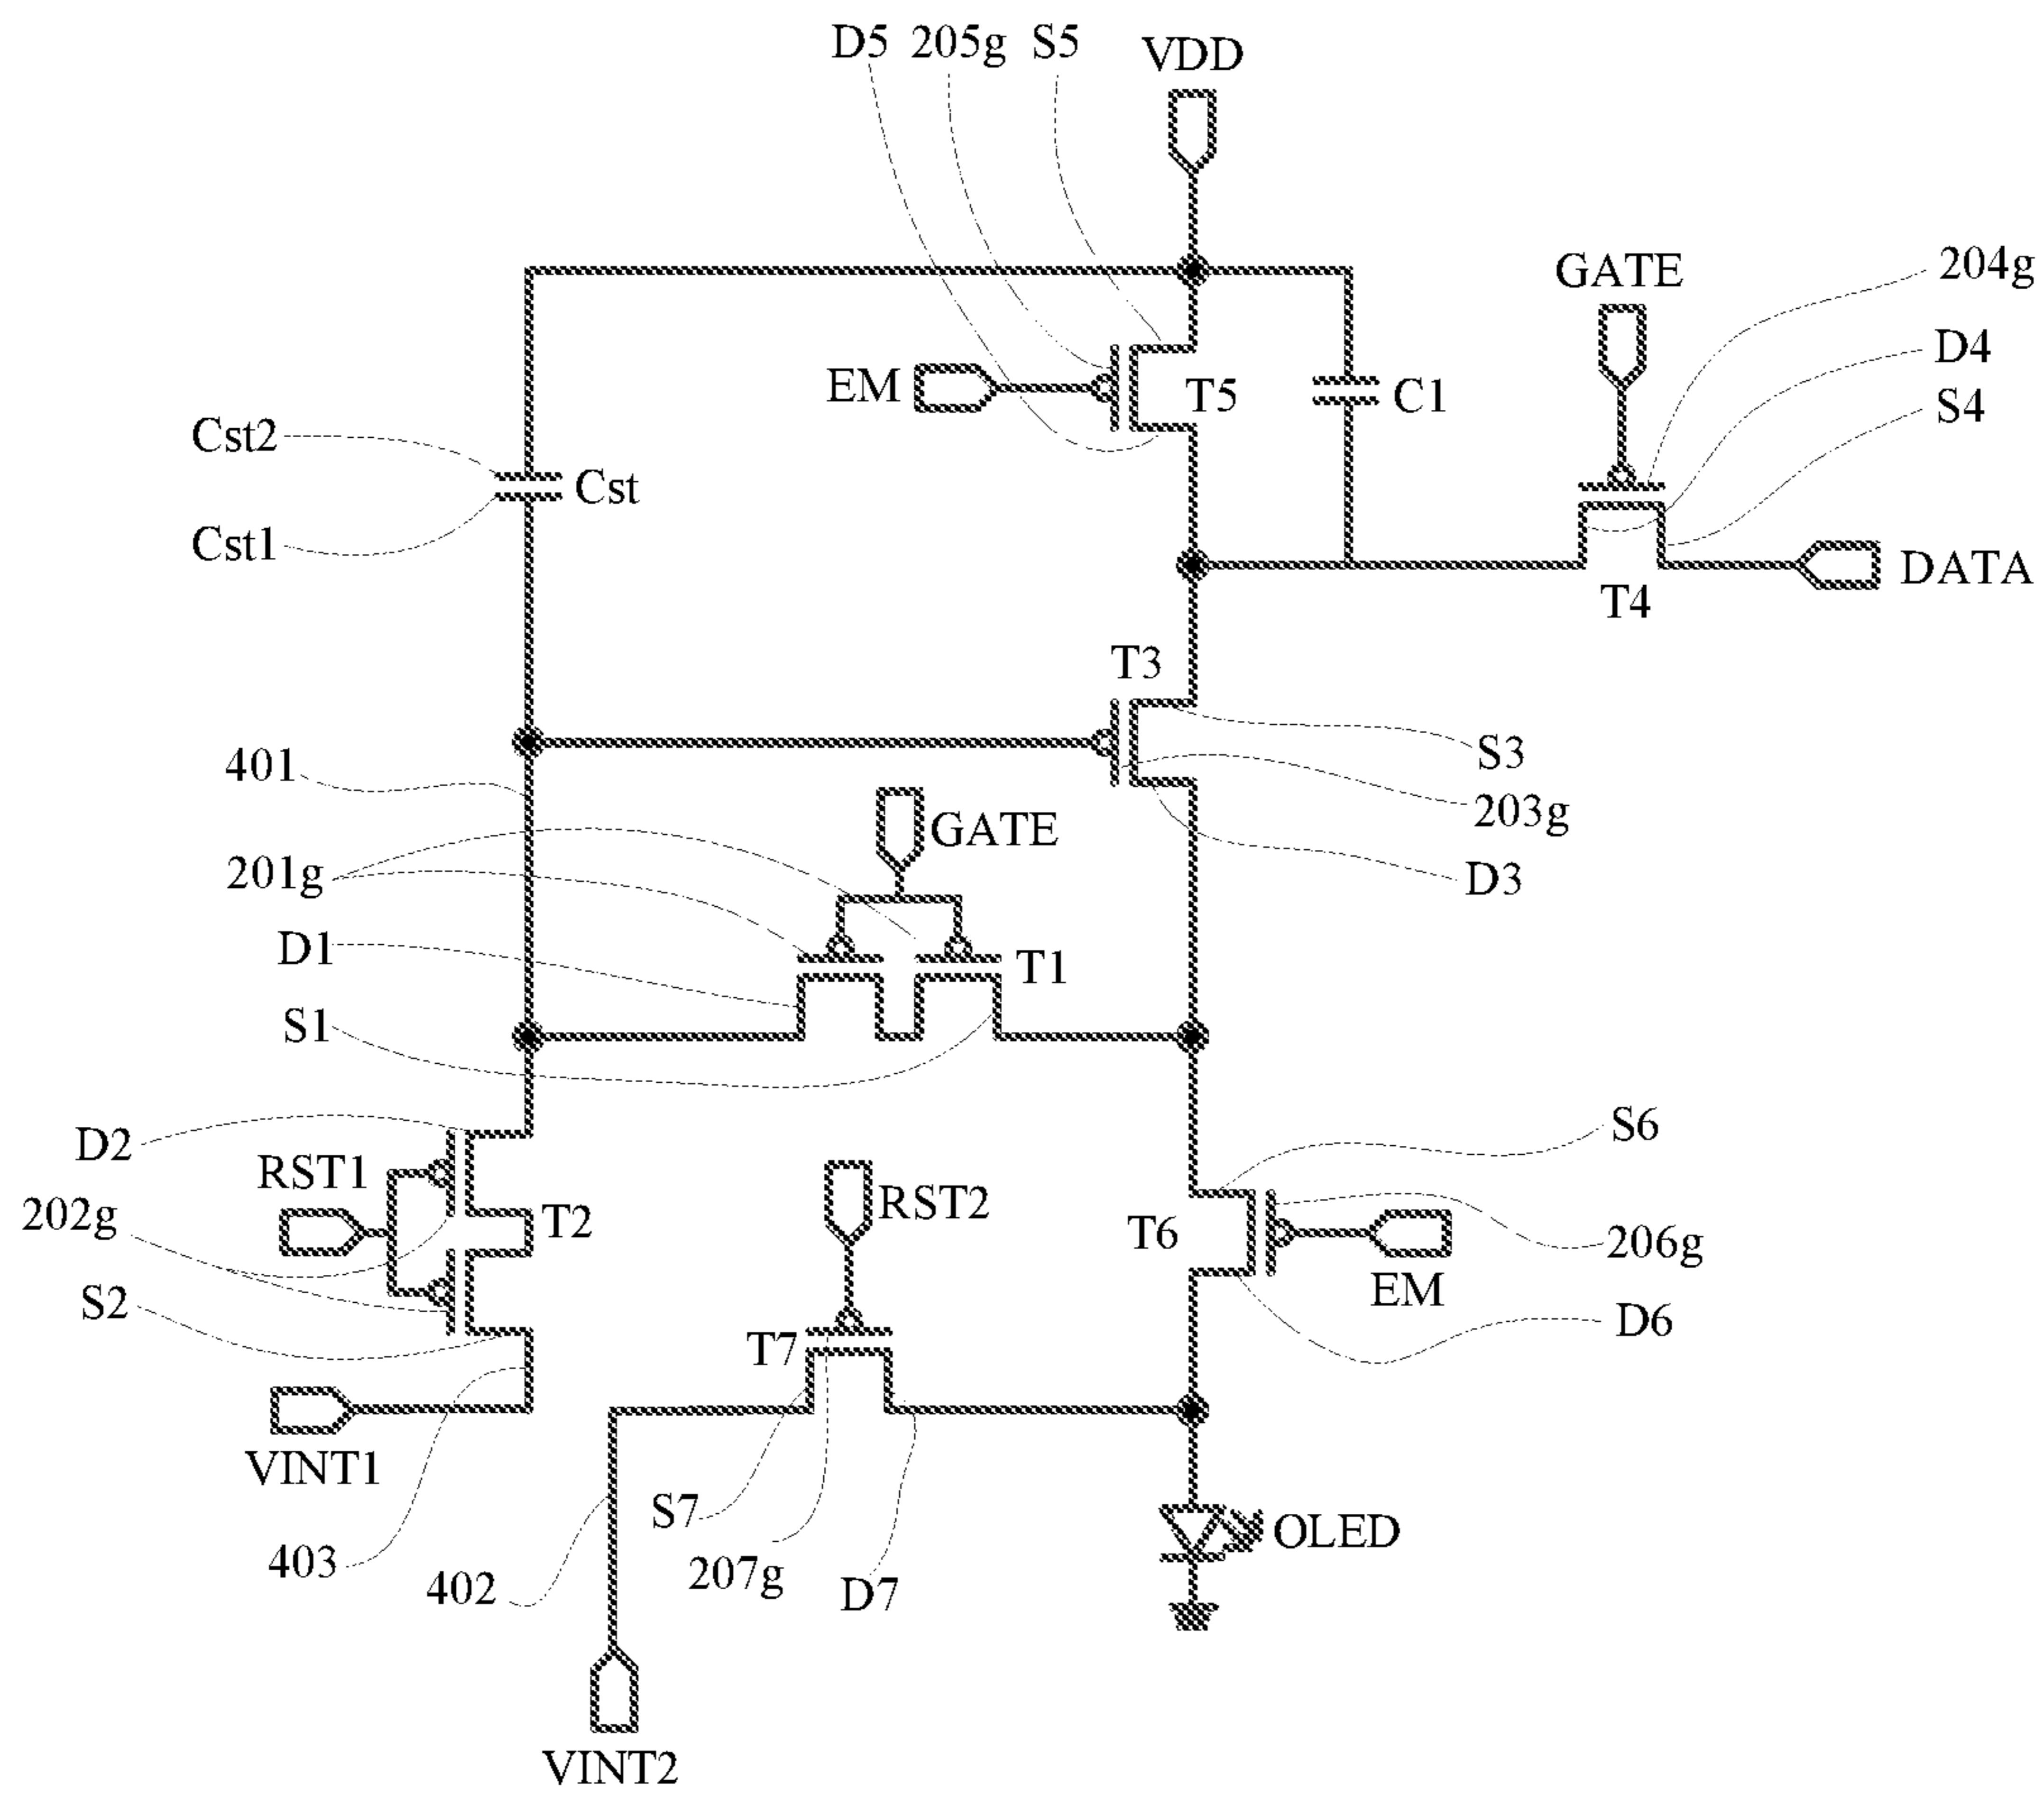 D5 205g S5 VDD
GATE 204g
D4
EM T5 C1 S4
Cst2
Cst
Cst1
DATA
T4
T3
S3
401
203g
GATE
201g
D3
D1
T1
S1
S6
D2
RST1
RST2
202g T2 T6
206g
EM
S2
D6
T7
VINT1
S7
OLED
403
402 207g D7
VINT2